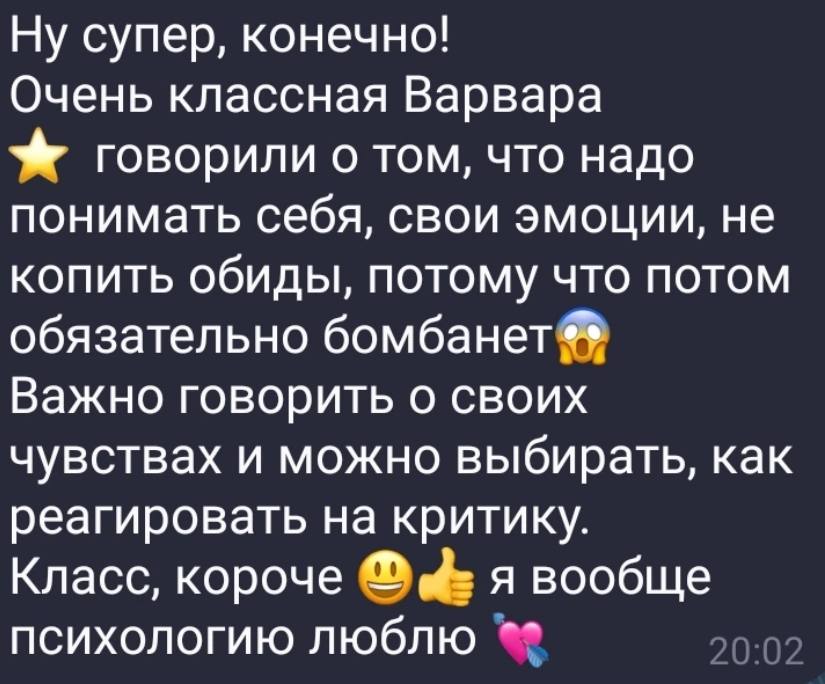 Ну супер, конечно!
Очень классная Варвара
⭐ говорили о том, что надо
понимать себя, свои эмоции, не
копить обиды, потому что потом
обязательно бомбанет😱
Важно говорить о своих
чувствах и можно выбирать, как
реагировать на критику.
Класс, короче 😃👍 я вообще
психологию люблю 💘
20:02